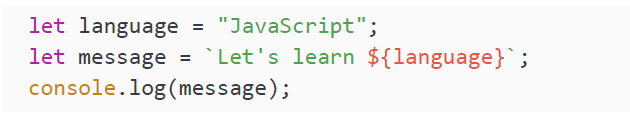 let language = "JavaScript";
let message = `Let's learn ${language}`;
console.log(message);